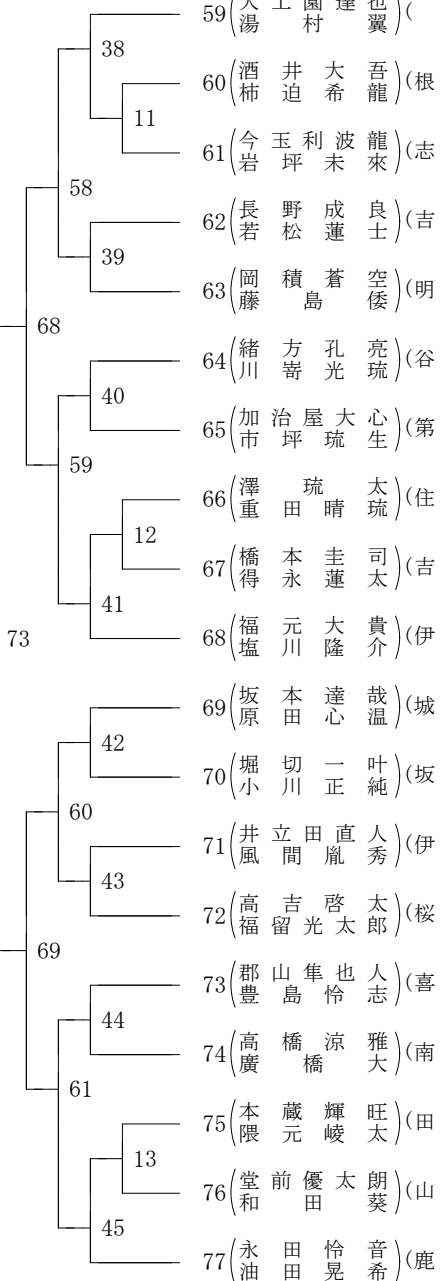 59 湯村翼 (
38
60 酒井大吾 柿迫希龍 (根
11
61 今玉利波龍 岩坪未來 (志
58
62 長野成良 若松蓮士 (吉
39
63 岡積蒼空 藤島倭 (明
68
64 緒方孔亮 川嵜光琉 (谷
40
65 加治屋大心 市坪琉生 (第
59
66 澤琉太 重田晴琉 (住
12
67 橋本圭司 得永蓮太 (吉
41
68 福元大貴 塩川隆介 (伊
73
69 坂本達哉 原田心温 (城
42
70 堀切一叶 小川正純 (坂
60
71 井立田直人 風間胤秀 (伊
43
72 高吉啓太 福留光太郎 (桜
69
73 郡山隼也人 豊島怜志 (喜
44
74 高橋涼雅 廣橋大 (南
61
75 本蔵輝旺 隈元崚太 (田
13
76 堂前優太朗 和田葵 (山
45
77 永田怜音 油田晃希 (鹿